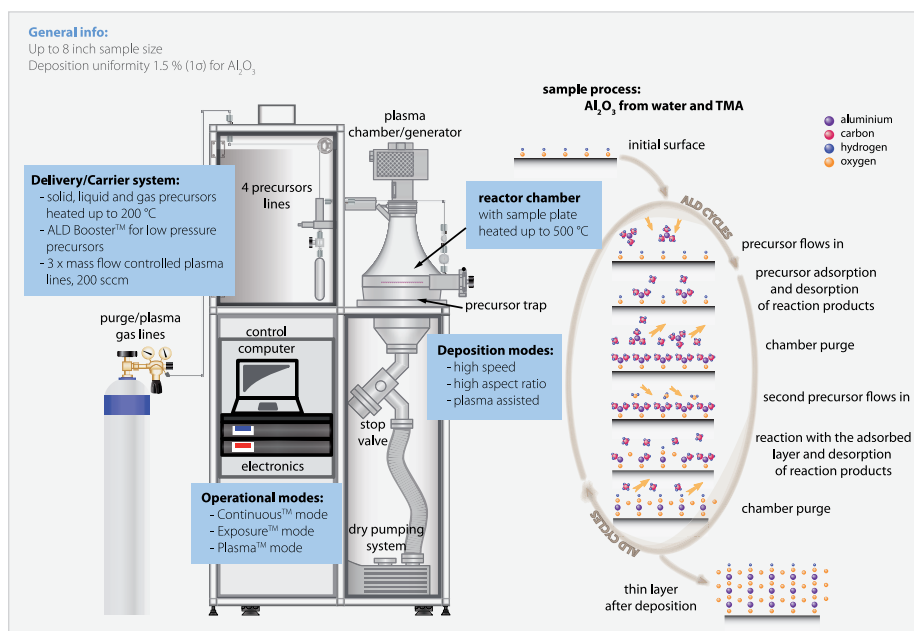 General info:
Up to 8 inch sample size
Deposition uniformity 1.5 % (1σ) for Al₂O₃
sample process:
Al₂O₃ from water and TMA
aluminium
carbon
hydrogen
oxygen
plasma
chamber/generator
initial surface
Delivery/Carrier system:
- solid, liquid and gas precursors
heated up to 200 °C
- ALD Booster™ for low pressure
precursors
- 3 x mass flow controlled plasma
lines, 200 sccm
4 precursors
lines
reactor chamber
with sample plate
heated up to 500 °C
precursor trap
purge/plasma
gas lines
control
computer
electronics
Deposition modes:
- high speed
- high aspect ratio
- plasma assisted
stop
valve
Operational modes:
- Continuous™ mode
- Exposure™ mode
- Plasma™ mode
dry pumping
system
ALD CYCLES
precursor flows in
precursor adsorption
and desorption
of reaction products
chamber purge
second precursor flows in
reaction with the adsorbed
layer and desorption
of reaction products
chamber purge
ALD CYCLES
thin layer
after deposition